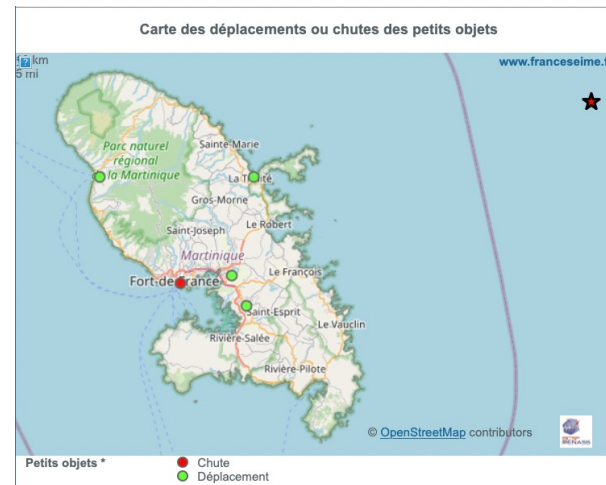 Carte des déplacements ou chutes des petits objets
km
5 mi
www.franceseime.f
Sainte-Marie
Parc naturel
régional
la Martinique
La Trinité
Gros-Morne
Le Robert
Saint-Joseph
Martinique
Fort-de-France
Le François
Saint-Esprit
Le Vauclin
Rivière-Salée
Rivière-Pilote
© OpenStreetMap contributors
Petits objets *
Chute
Déplacement